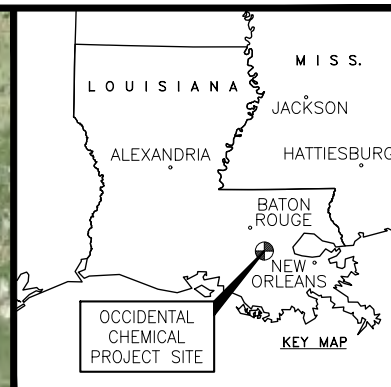 MISS.
LOUISIANA
JACKSON
ALEXANDRIA
HATTIESBURG
BATON
ROUGE
NEW
ORLEANS
OCCIDENTAL
CHEMICAL
PROJECT SITE
KEY MAP